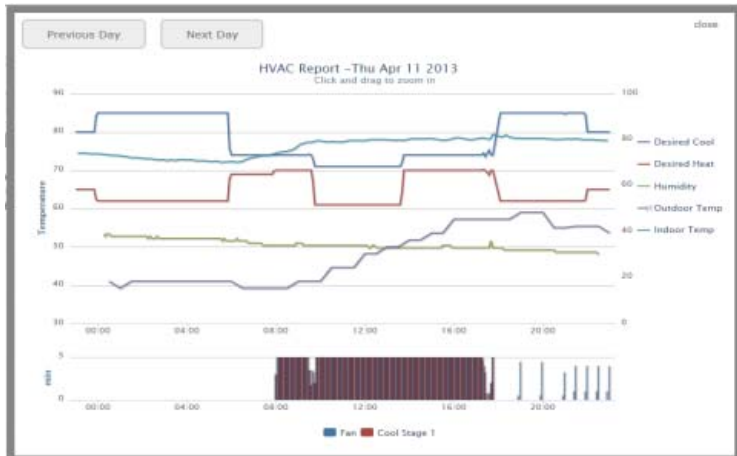 close
Previous Day
Next Day
HVAC Report -Thu Apr 11 2013
Click and drag to zoom in
90
80
70
60
50
40
30
Temperature
100
80
60
40
20
0
Desired Cool
Desired Heat
Humidity
Outdoor Temp
Indoor Temp
00:00 04:00 08:00 12:00 16:00 20:00
5
0
min
00:00 04:00 08:00 12:00 16:00 20:00
Fan Cool Stage 1